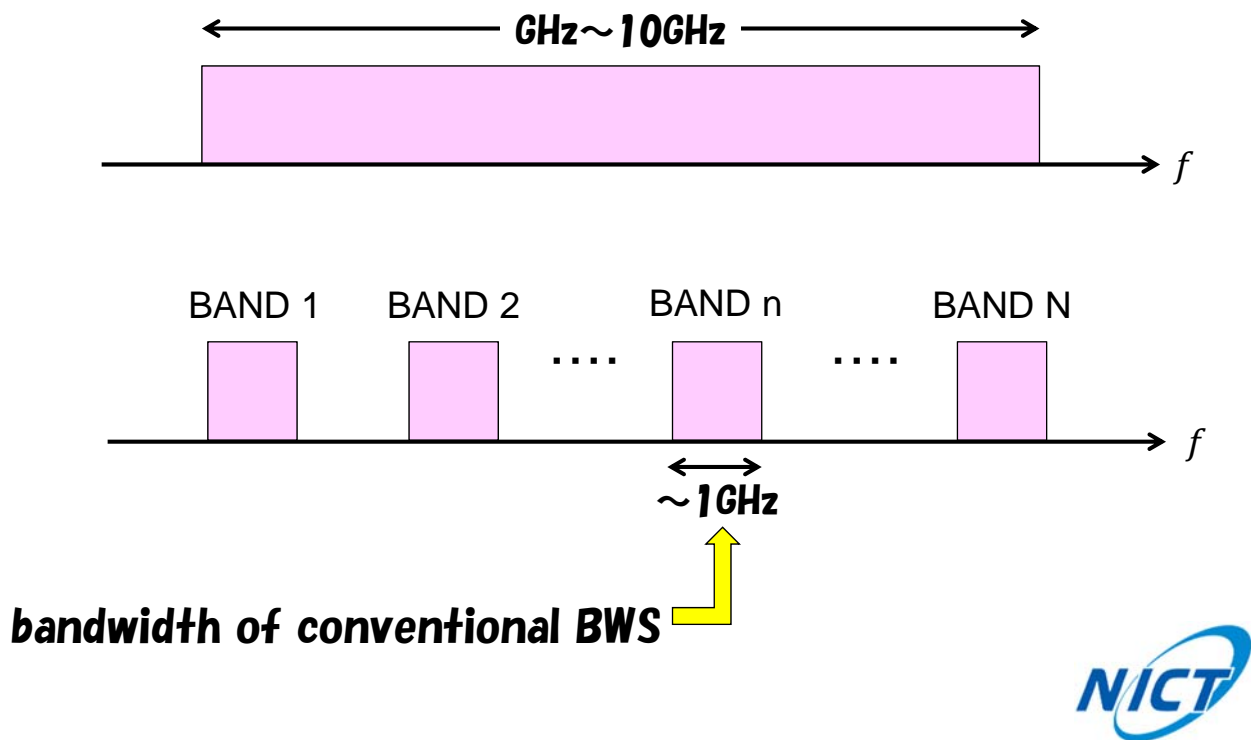 GHz～10GHz
f
BAND 1 BAND 2 BAND n BAND N
.... ....
f
～1GHz
bandwidth of conventional BWS
NICT